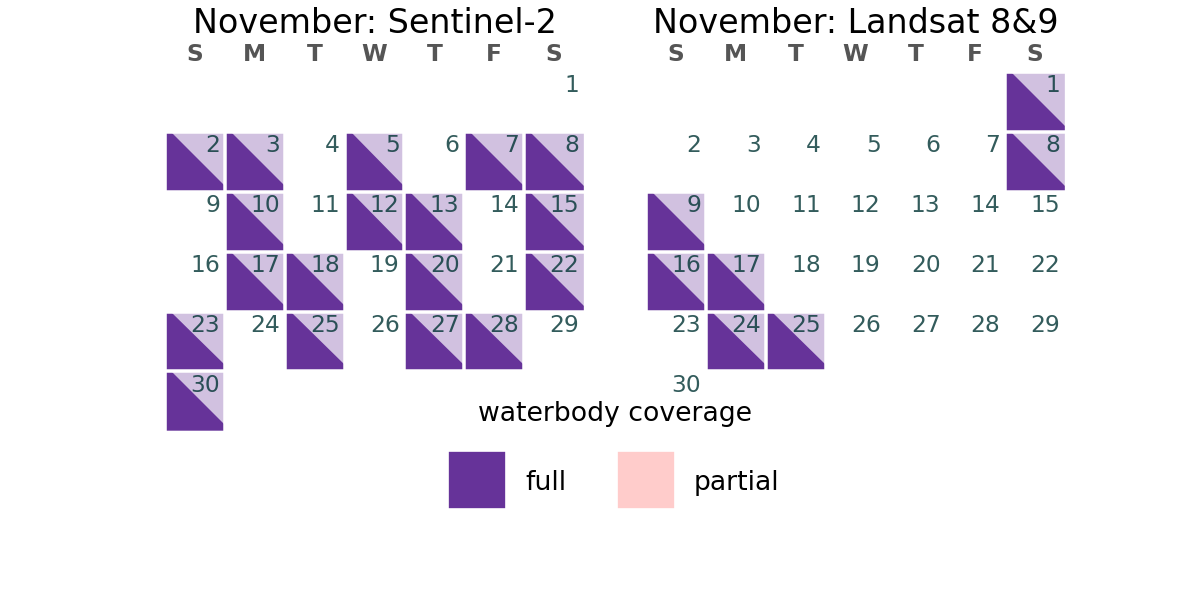 November: Sentinel-2
S M T W T F S
1
2 3 4 5 6 7 8
9 10 11 12 13 14 15
16 17 18 19 20 21 22
23 24 25 26 27 28 29
30
November: Landsat 8&9
S M T W T F S
1
2 3 4 5 6 7 8
9 10 11 12 13 14 15
16 17 18 19 20 21 22
23 24 25 26 27 28 29
30
waterbody coverage
full partial